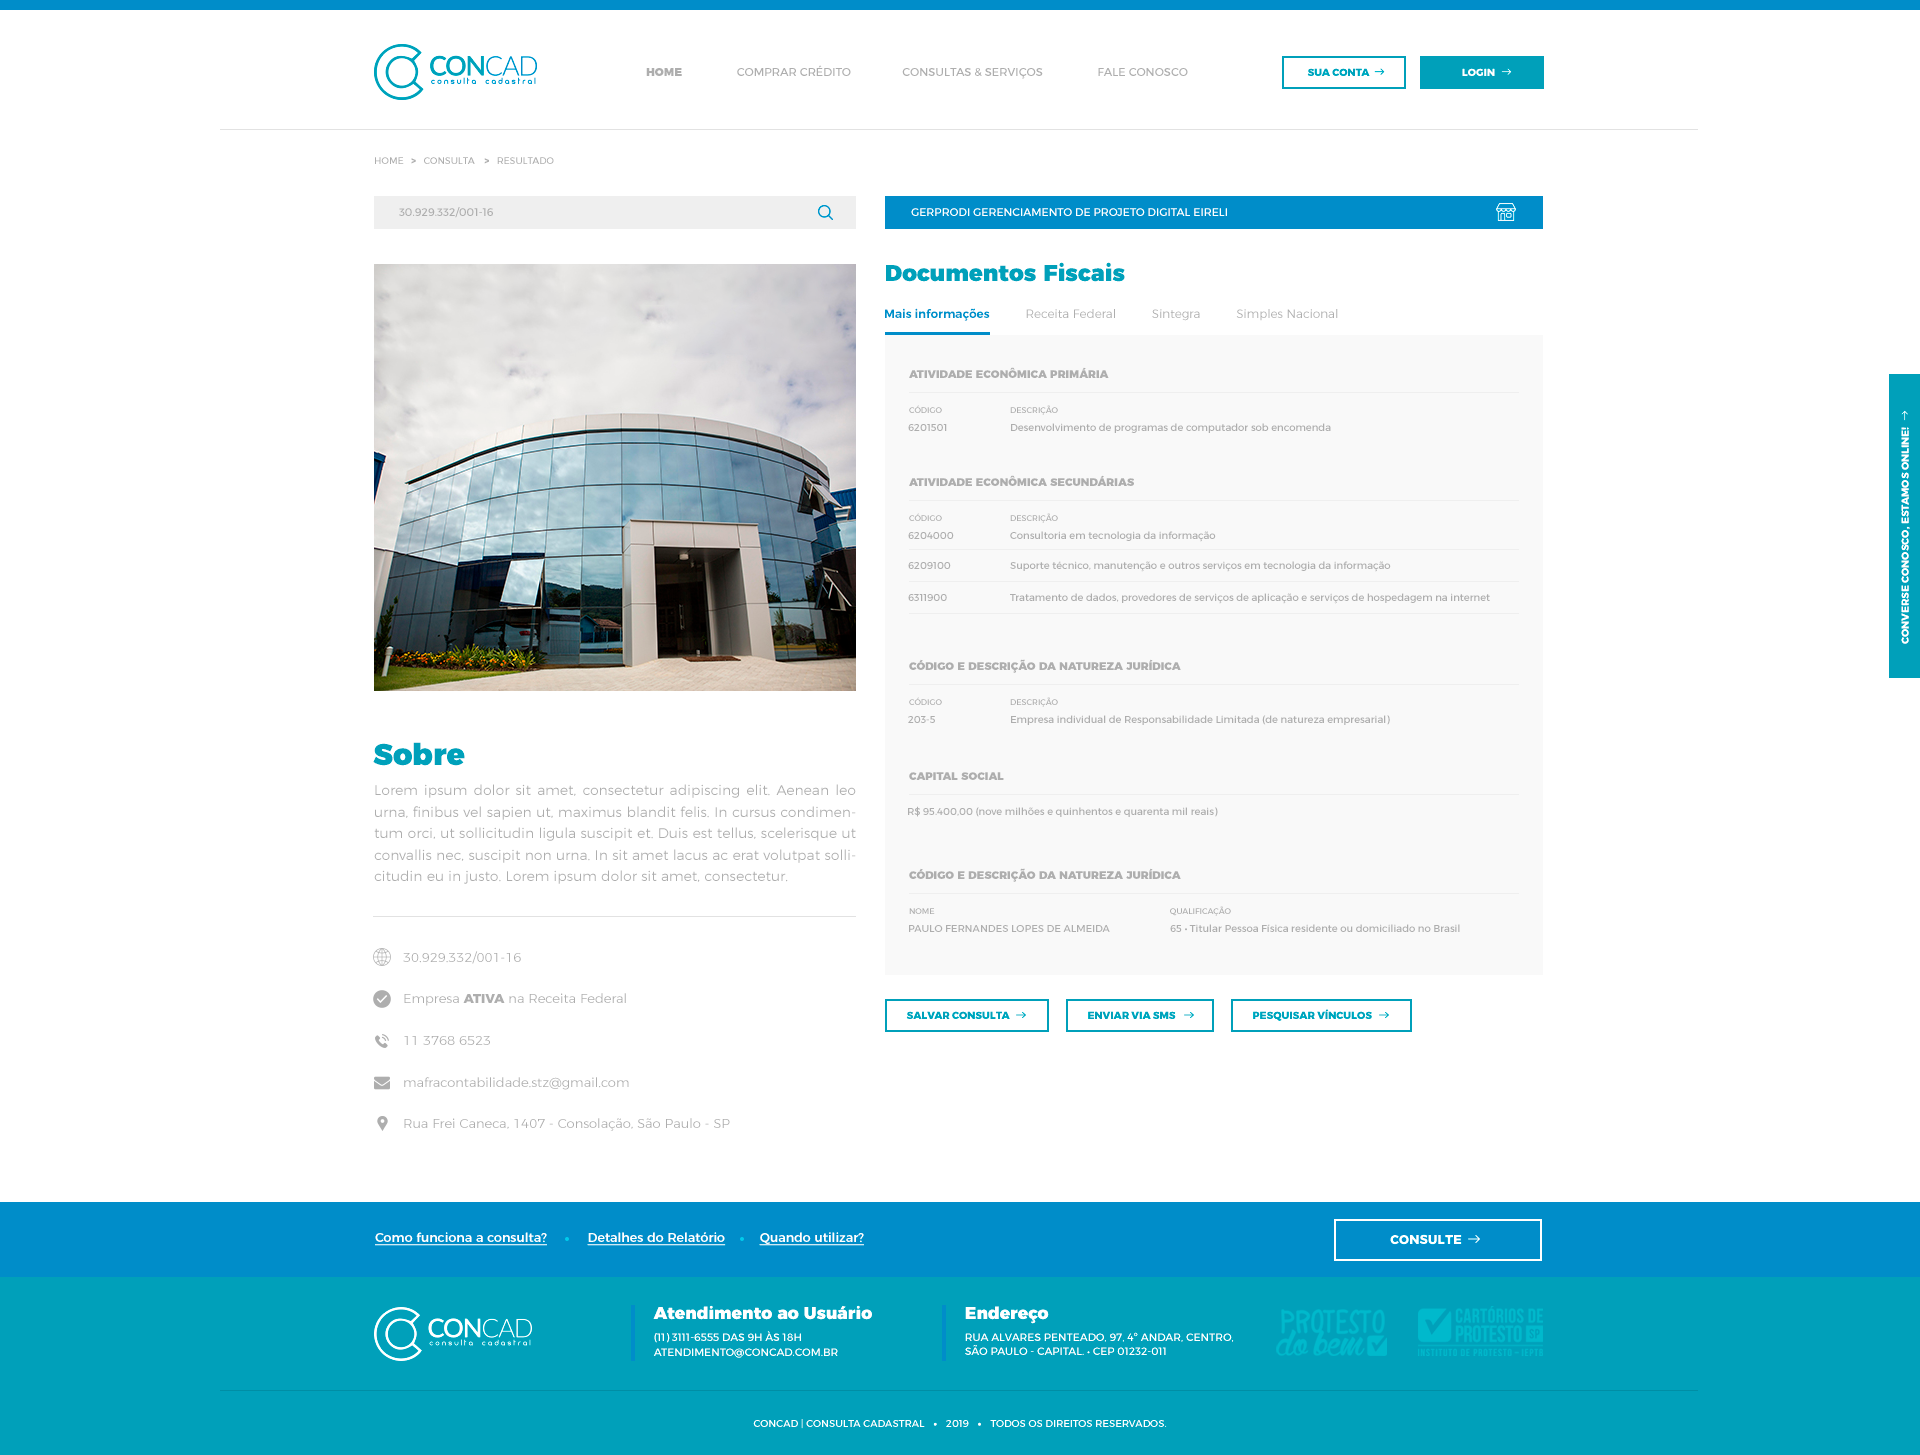 CONCAD
consulta cadastral
HOME
COMPRAR CRÉDITO
CONSULTAS & SERVIÇOS
FALE CONOSCO
SUA CONTA
LOGIN
HOME > CONSULTA > RESULTADO
30.929.332/001-16
GERPRODI GERENCIAMENTO DE PROJETO DIGITAL EIRELI
Sobre
Lorem ipsum dolor sit amet, consectetur adipiscing elit. Aenean leo
urna, finibus vel sapien ut, maximus blandit felis. In cursus condimen-
tum orci, ut sollicitudin ligula suscipit et. Duis est tellus, scelerisque ut
convallis nec, suscipit non urna. In sit amet lacus ac erat volutpat solli-
citudin eu in justo. Lorem ipsum dolor sit amet, consectetur.
30.929.332/001-16
Empresa ATIVA na Receita Federal
11 3768 6523
mafracontabilidade.stz@gmail.com
Rua Frei Caneca, 1407 - Consolação, São Paulo - SP
Documentos Fiscais
Mais informações
Receita Federal
Sintegra
Simples Nacional
ATIVIDADE ECONÔMICA PRIMÁRIA
CÓDIGO DESCRIÇÃO
6201501 Desenvolvimento de programas de computador sob encomenda
ATIVIDADE ECONÔMICA SECUNDÁRIAS
CÓDIGO DESCRIÇÃO
6204000 Consultoria em tecnologia da informação
6209100 Suporte técnico, manutenção e outros serviços em tecnologia da informação
6311900 Tratamento de dados, provedores de serviços de aplicação e serviços de hospedagem na internet
CÓDIGO E DESCRIÇÃO DA NATUREZA JURÍDICA
CÓDIGO DESCRIÇÃO
203-5 Empresa individual de Responsabilidade Limitada (de natureza empresarial)
CAPITAL SOCIAL
R$ 95.400.00 (nove milhões e quinhentos e quarenta mil reais)
CÓDIGO E DESCRIÇÃO DA NATUREZA JURÍDICA
NOME QUALIFICAÇÃO
PAULO FERNANDES LOPES DE ALMEIDA 65 • Titular Pessoa Física residente ou domiciliado no Brasil
SALVAR CONSULTA
ENVIAR VIA SMS
PESQUISAR VÍNCULOS
CONVERSE CONOSCO, ESTAMOS ONLINE!
Como funciona a consulta? • Detalhes do Relatório • Quando utilizar?
CONSULTE
CONCAD
consulta cadastral
Atendimento ao Usuário
(11) 3111-6555 DAS 9H ÀS 18H
ATENDIMENTO@CONCAD.COM.BR
Endereço
RUA ALVARES PENTEADO, 97, 4º ANDAR, CENTRO,
SÃO PAULO - CAPITAL. • CEP 01232-011
PROTESTO
do bem
CARTÓRIOS DE
PROTESTO SP
INSTITUTO DE PROTESTO - IEPTB
CONCAD | CONSULTA CADASTRAL • 2019 • TODOS OS DIREITOS RESERVADOS.